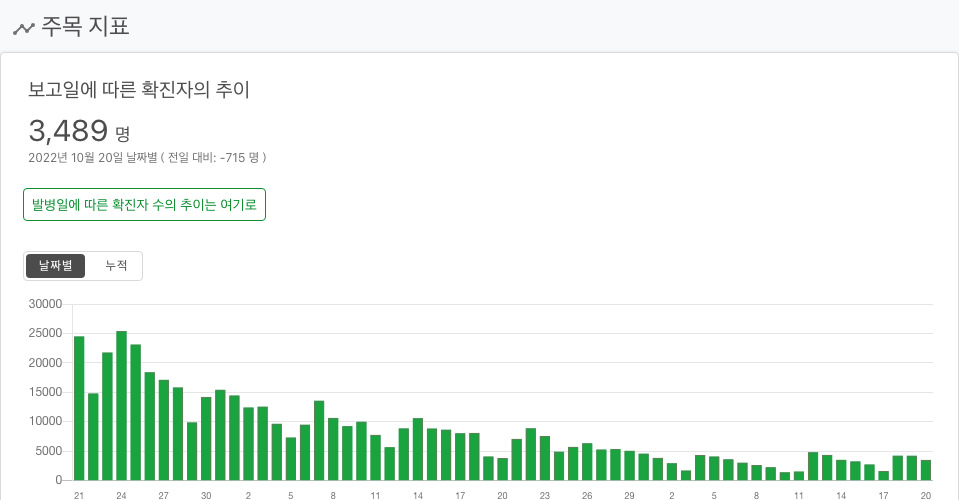 주목 지표
보고일에 따른 확진자의 추이
3,489 명
2022년 10월 20일 날짜별 ( 전일 대비: -715 명 )
발병일에 따른 확진자 수의 추이는 여기로
날짜별 누적
30000
25000
20000
15000
10000
5000
0
21 24 27 30 2 5 8 11 14 17 20 23 26 29 2 5 8 11 14 17 20